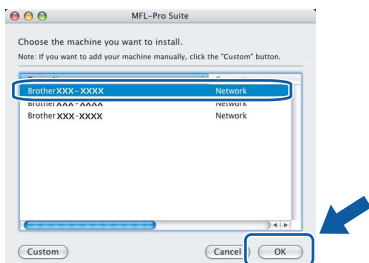 MFL-Pro Suite
Choose the machine you want to install.
Note: If you want to add your machine manually, click the "Custom" button.
Brother XXX-XXXX Network
Brother XXX-XXXX Network
Brother XXX-XXXX Network
Custom
Cancel
OK